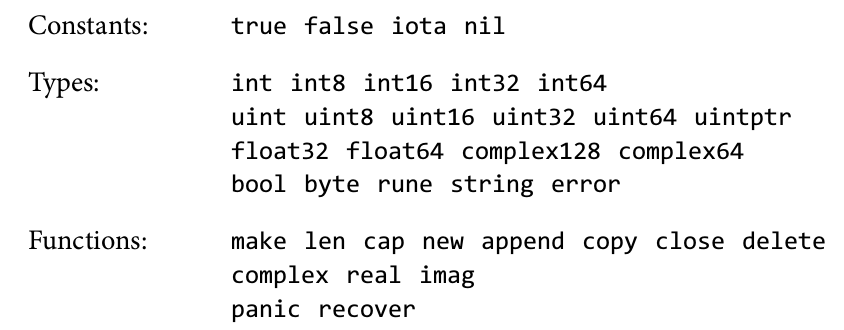 Constants: true false iota nil
Types: int int8 int16 int32 int64
uint uint8 uint16 uint32 uint64 uintptr
float32 float64 complex128 complex64
bool byte rune string error
Functions: make len cap new append copy close delete
complex real imag
panic recover